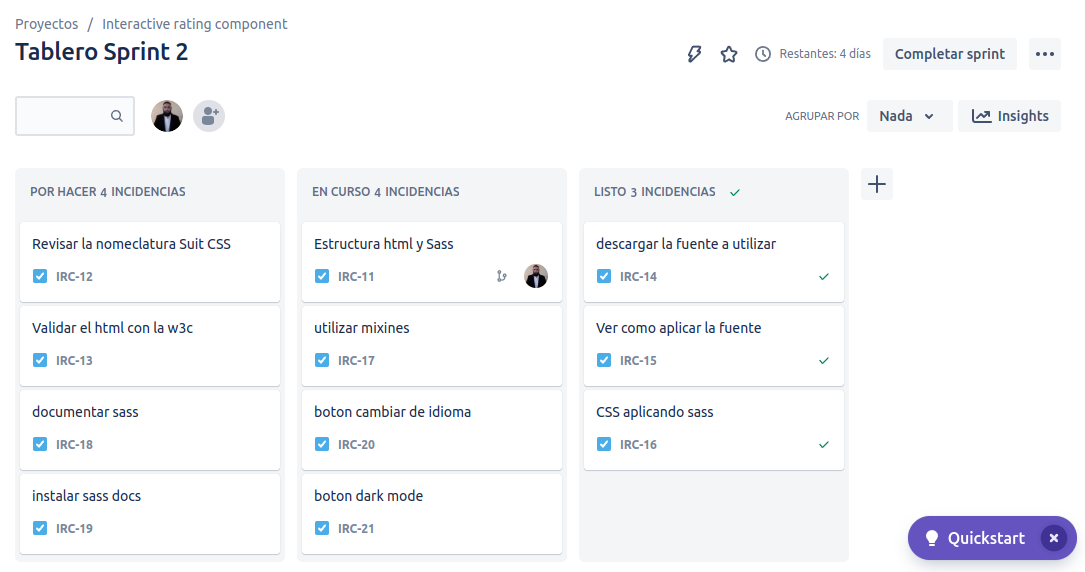 Proyectos / Interactive rating component
Tablero Sprint 2
Restantes: 4 días
Completar sprint
AGRUPAR POR
Nada
Insights
POR HACER 4 INCIDENCIAS
Revisar la nomeclatura Suit CSS
IRC-12
Validar el html con la w3c
IRC-13
documentar sass
IRC-18
instalar sass docs
IRC-19
EN CURSO 4 INCIDENCIAS
Estructura html y Sass
IRC-11
utilizar mixines
IRC-17
boton cambiar de idioma
IRC-20
boton dark mode
IRC-21
LISTO 3 INCIDENCIAS
descargar la fuente a utilizar
IRC-14
Ver como aplicar la fuente
IRC-15
CSS aplicando sass
IRC-16
Quickstart